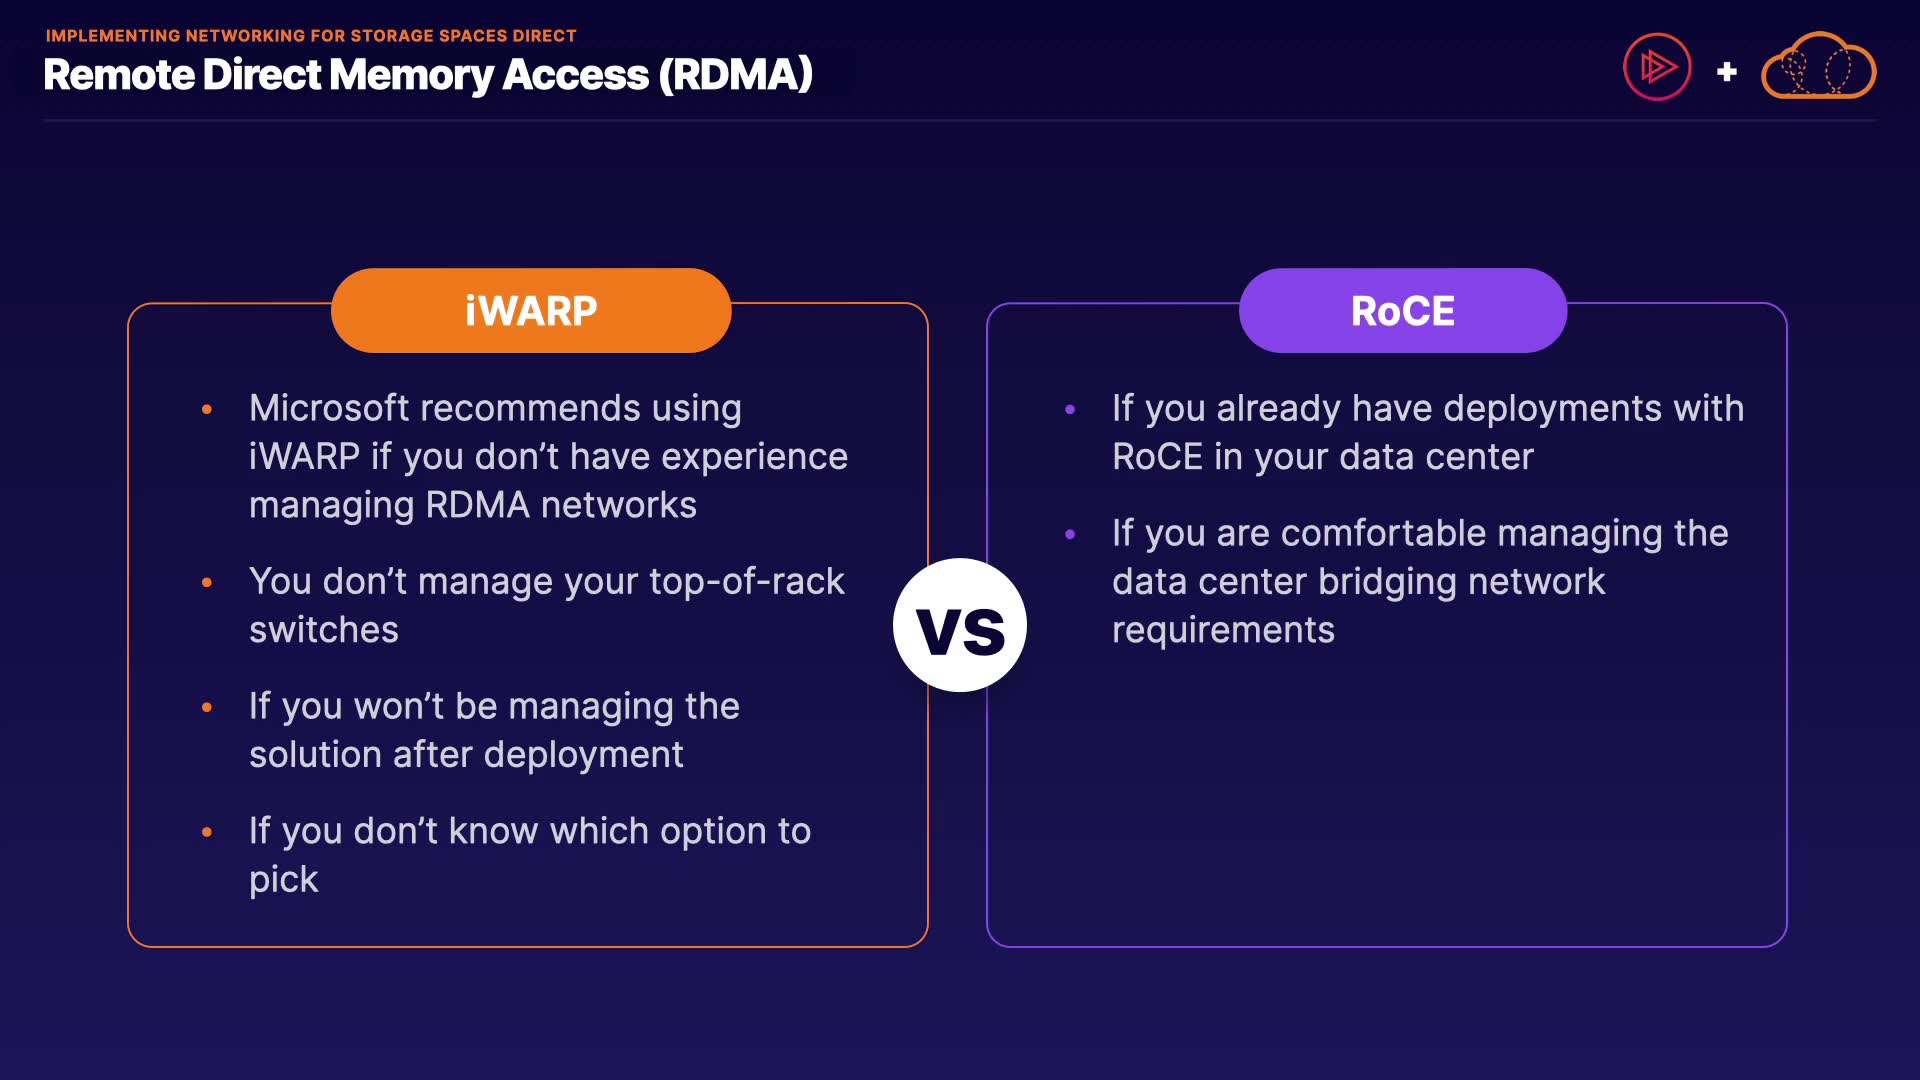 IMPLEMENTING NETWORKING FOR STORAGE SPACES DIRECT
Remote Direct Memory Access (RDMA)
iWARP
• Microsoft recommends using
iWARP if you don’t have experience
managing RDMA networks
• You don’t manage your top-of-rack
switches
• If you won’t be managing the
solution after deployment
• If you don’t know which option to
pick
vs
RoCE
• If you already have deployments with
RoCE in your data center
• If you are comfortable managing the
data center bridging network
requirements